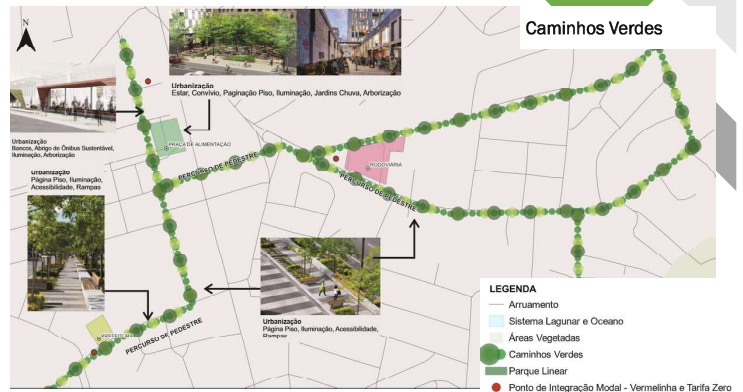 Caminhos Verdes
N
Urbanização
Estar, Convívio, Paginação Piso, Iluminação, Jardins Chuva, Arborização
Urbanização
Bancos, Abrigo de Ônibus Sustentável,
Iluminação, Arborização
PRAÇA DE ALIMENTAÇÃO
Urbanização
Página Piso, Iluminação,
Acessibilidade, Rampas
PERCURSO DE PEDESTRE
RODOVIÁRIA
PERCURSO DE PEDESTRE
Urbanização
Página Piso, Iluminação, Acessibilidade,
Rampas
PREFEITURA
PERCURSO DE PEDESTRE
LEGENDA
Arruamento
Sistema Lagunar e Oceano
Áreas Vegetadas
Caminhos Verdes
Parque Linear
Ponto de Integração Modal - Vermelinha e Tarifa Zero